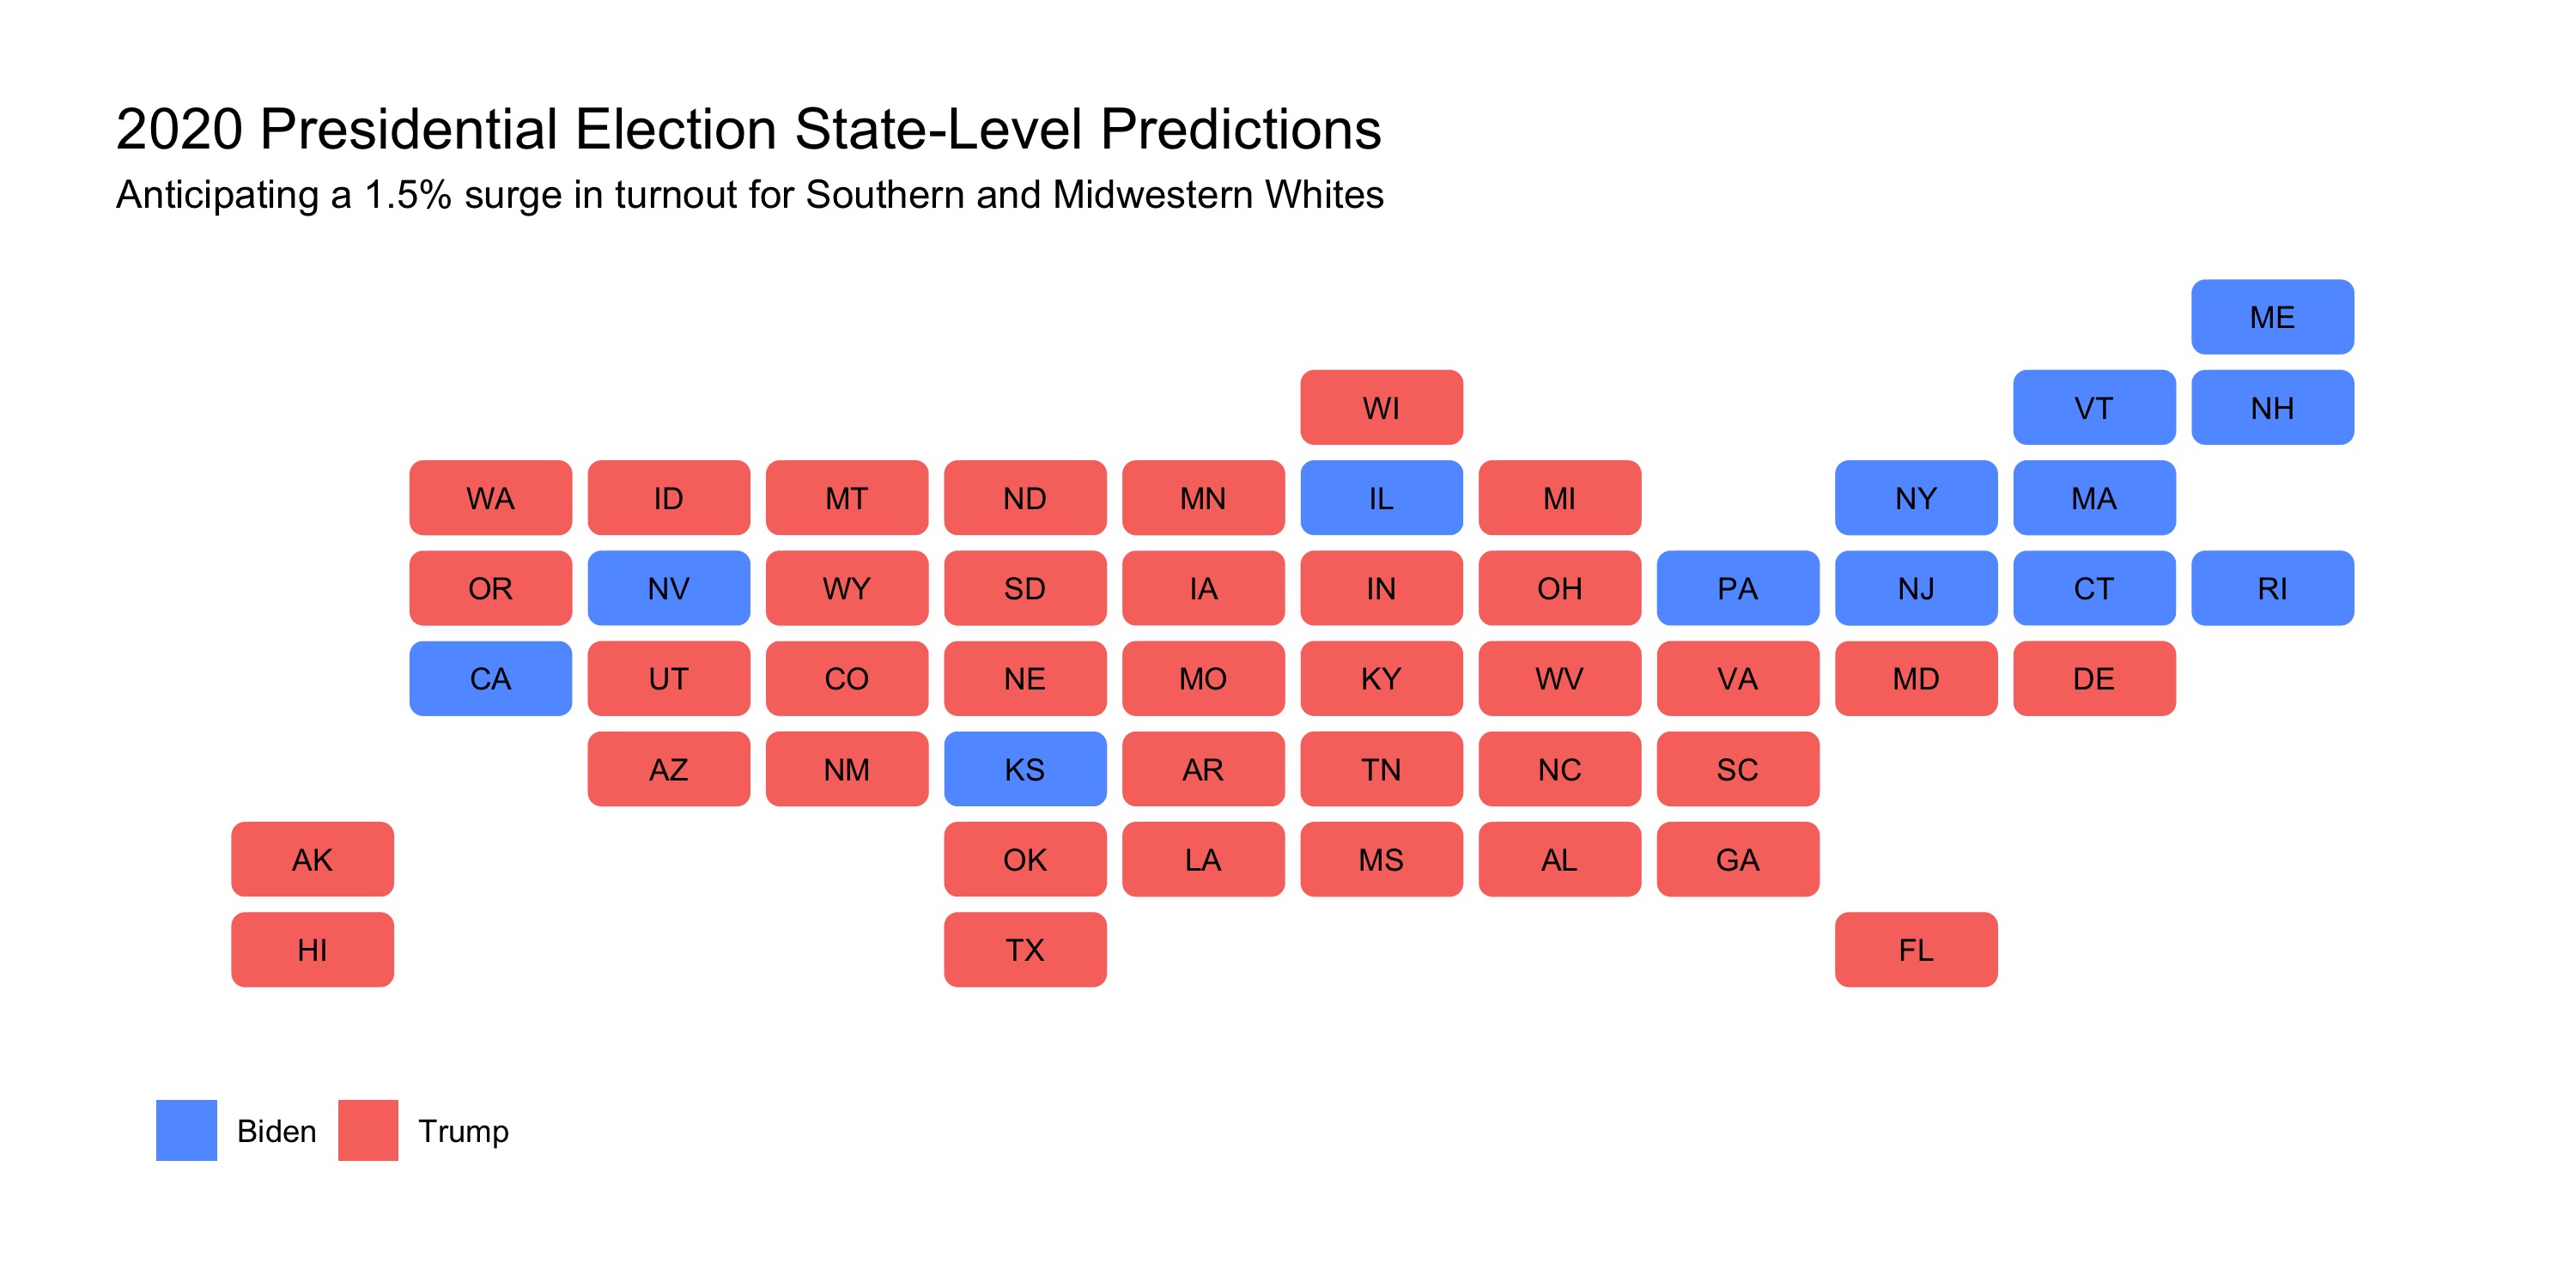 2020 Presidential Election State-Level Predictions
Anticipating a 1.5% surge in turnout for Southern and Midwestern Whites
ME
WI VT NH
WA ID MT ND MN IL MI NY MA
OR NV WY SD IA IN OH PA NJ CT RI
CA UT CO NE MO KY WV VA MD DE
AZ NM KS AR TN NC SC
AK OK LA MS AL GA
HI TX FL
Biden Trump